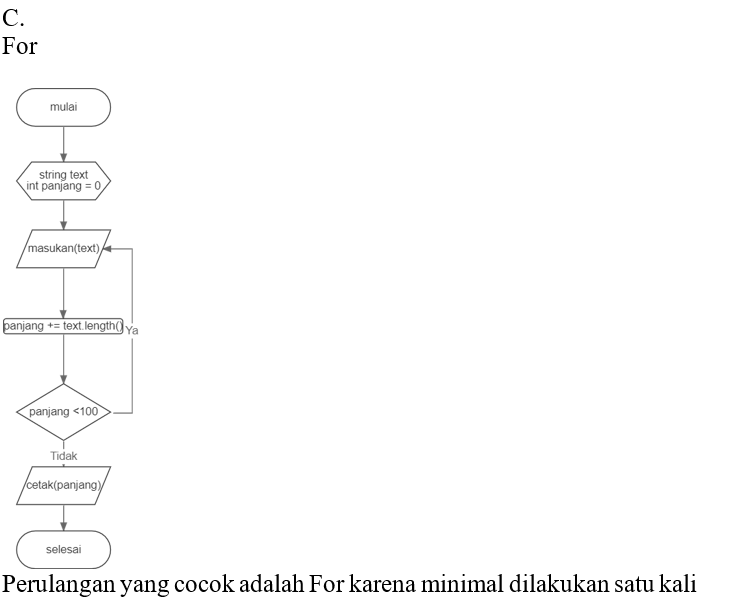 C.
For
mulai
string text
int panjang = 0
masukan(text)
panjang += text.length()
Ya
panjang <100
Tidak
cetak(panjang)
selesai
Perulangan yang cocok adalah For karena minimal dilakukan satu kali